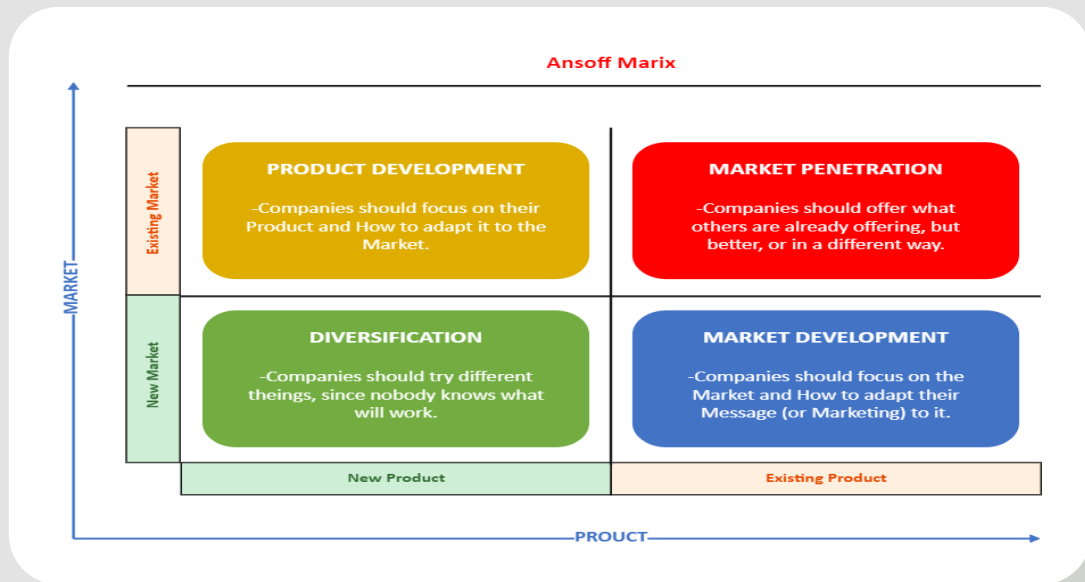 Ansoff Marix
Existing Market
PRODUCT DEVELOPMENT
-Companies should focus on their
Product and How to adapt it to the
Market.
MARKET PENETRATION
-Companies should offer what
others are already offering, but
better, or in a different way.
MARKET
New Market
DIVERSIFICATION
-Companies should try different
theings, since nobody knows what
will work.
MARKET DEVELOPMENT
-Companies should focus on the
Market and How to adapt their
Message (or Marketing) to it.
New Product
Existing Product
PROUCT